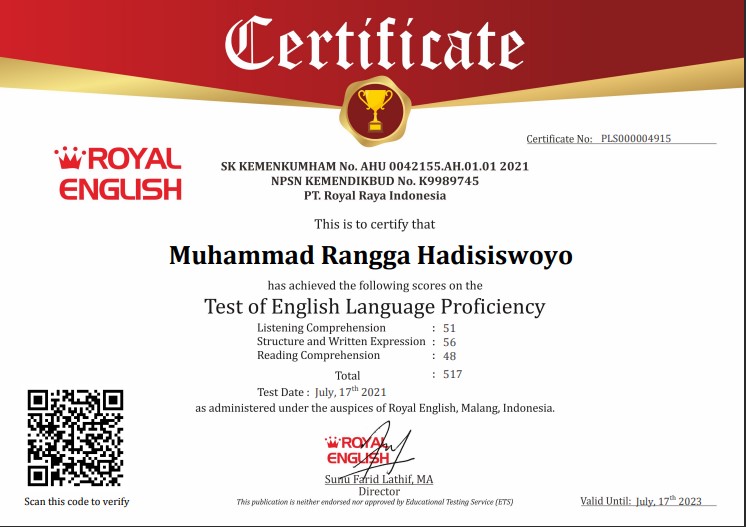 Certificate
Certificate No: PLS000004915
ROYAL
ENGLISH
SK KEMENKUMHAM No. AHU 0042155.AH.01.01 2021
NPSN KEMENDIKBUD No. K9989745
PT. Royal Raya Indonesia
This is to certify that
Muhammad Rangga Hadisiswoyo
has achieved the following scores on the
Test of English Language Proficiency
Listening Comprehension : 51
Structure and Written Expression : 56
Reading Comprehension : 48
Total : 517
Test Date : July, 17th 2021
as administered under the auspices of Royal English, Malang, Indonesia.
ROYAL
ENGLISH
Sunu Farid Lathif, MA
Director
Scan this code to verify
This publication is neither endorsed nor approved by Educational Testing Service (ETS)
Valid Until: July, 17th 2023